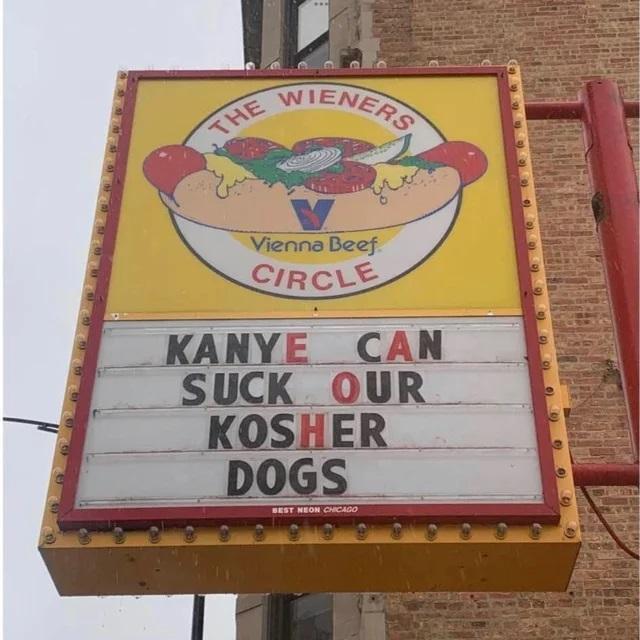 THE WIENERS
V
Vienna Beef®
CIRCLE
KANYE CAN
SUCK OUR
KOSHER
DOGS
BEST NEON CHICAGO